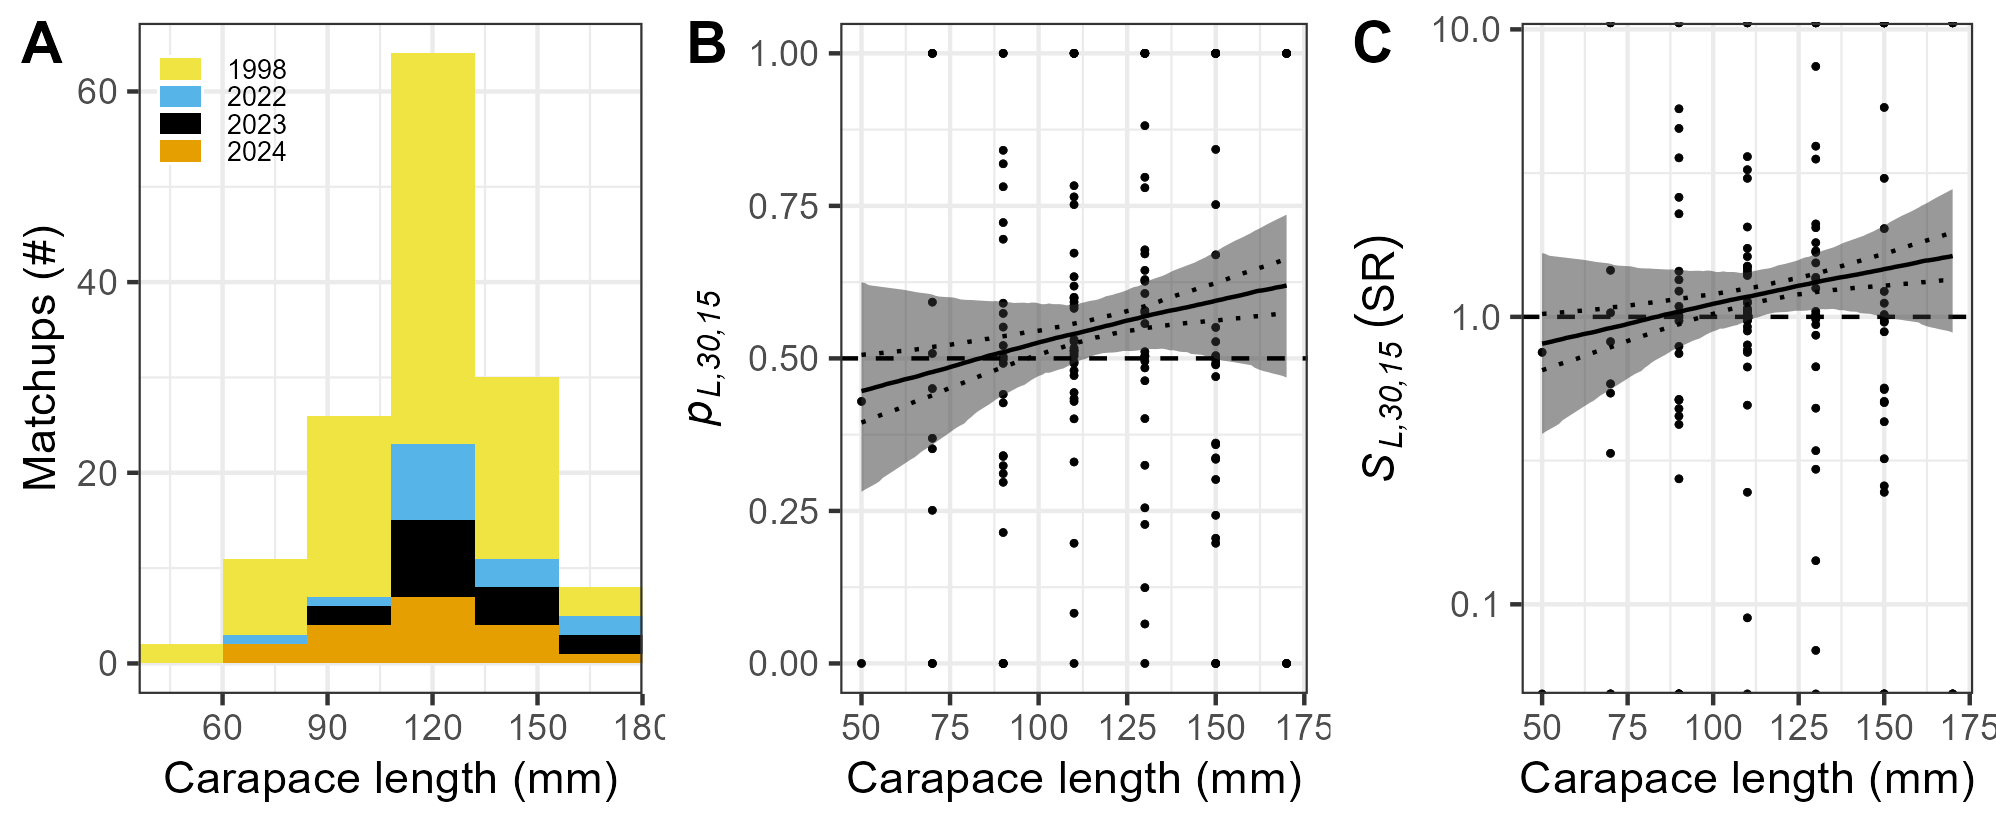 A
Matchups (#)
60
40
20
0
1998
2022
2023
2024
60 90 120 150 180
Carapace length (mm)
B
p L,30,15
1.00
0.75
0.50
0.25
0.00
50 75 100 125 150 175
Carapace length (mm)
C
S L,30,15 (SR)
10.0
1.0
0.1
50 75 100 125 150 175
Carapace length (mm)